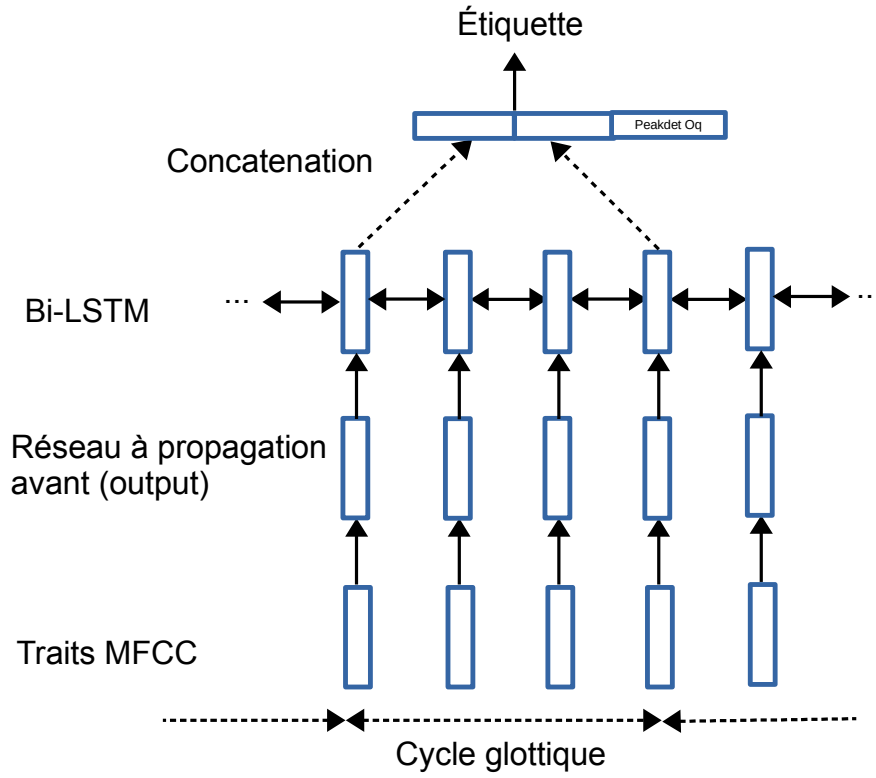 Étiquette
Peakdet Oq
Concatenation
...
Bi-LSTM
..
Réseau à propagation
avant (output)
Traits MFCC
Cycle glottique